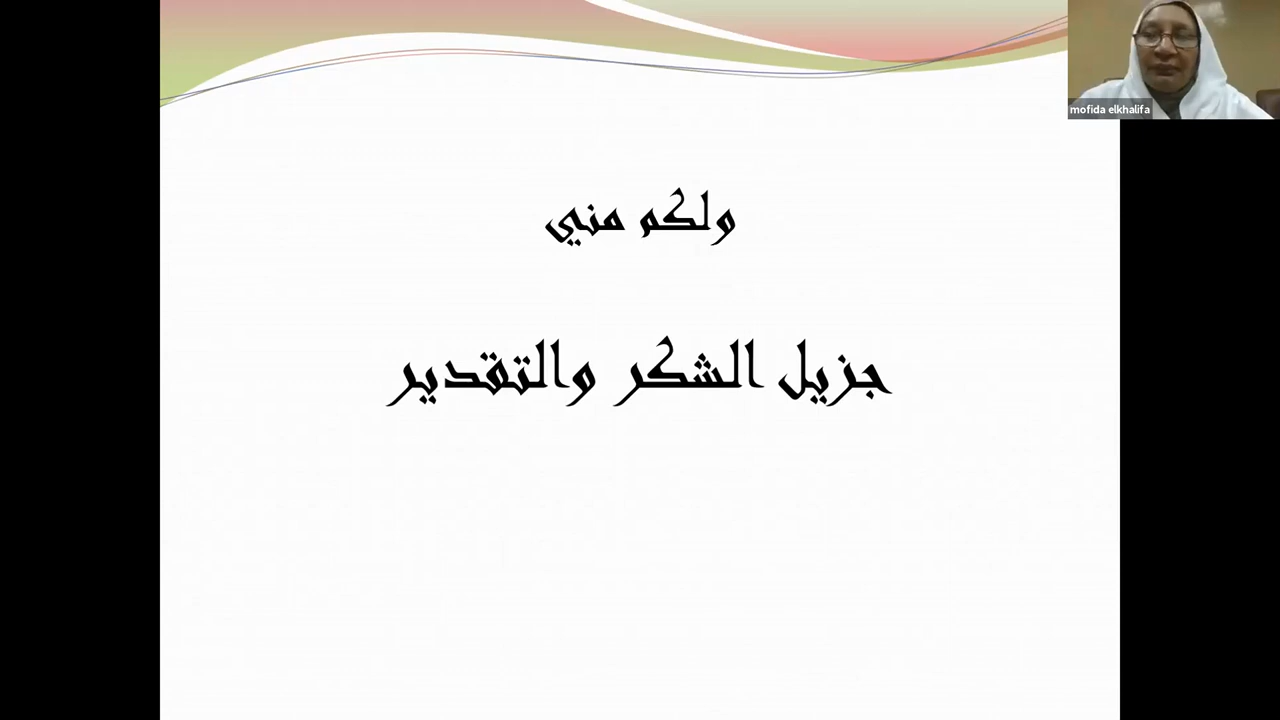 mofida elkhalifa
ولكم مني
جزيل الشكر والتقدير